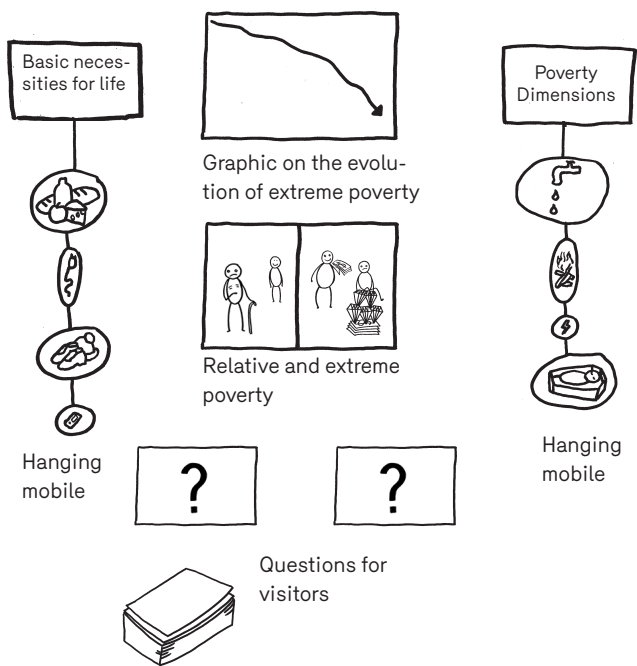 Basic neces-
sities for life
Poverty
Dimensions
Graphic on the evolu-
tion of extreme poverty
Relative and extreme
poverty
Hanging
mobile
Hanging
mobile
?
?
Questions for
visitors